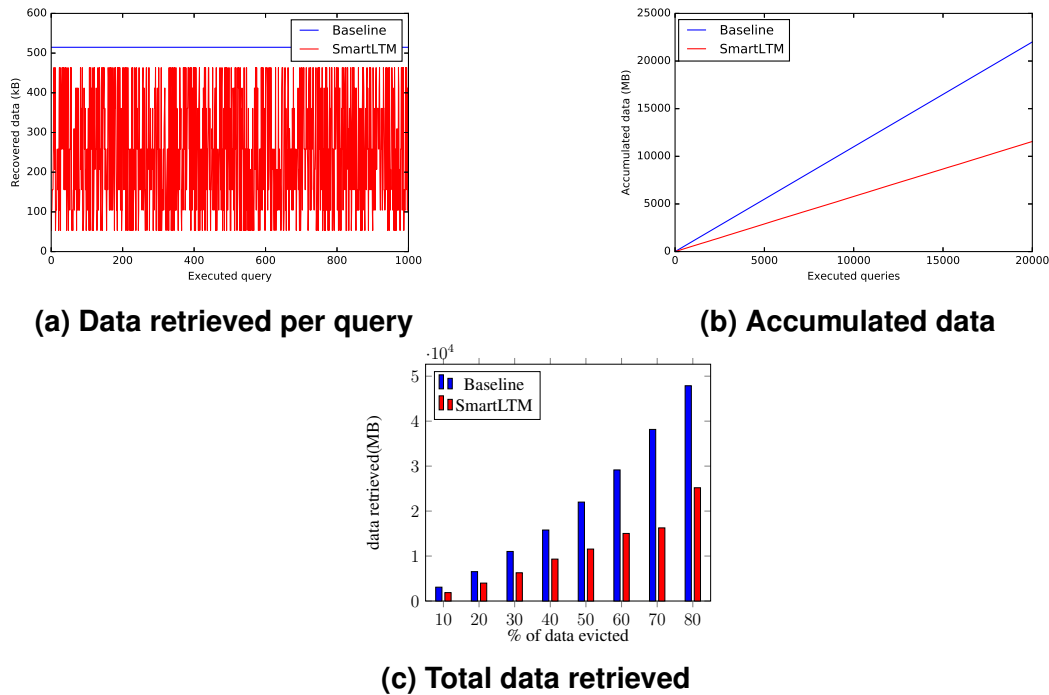 600
500
400
300
200
100
0
Recovered data (kB)
Baseline
SmartLTM
0 200 400 600 800 1000
Executed query
(a) Data retrieved per query
25000
20000
15000
10000
5000
0
Accumulated data (MB)
Baseline
SmartLTM
0 5000 10000 15000 20000
Executed queries
(b) Accumulated data
·10⁴
5
4
3
2
1
0
data retrieved(MB)
Baseline
SmartLTM
10 20 30 40 50 60 70 80
% of data evicted
(c) Total data retrieved